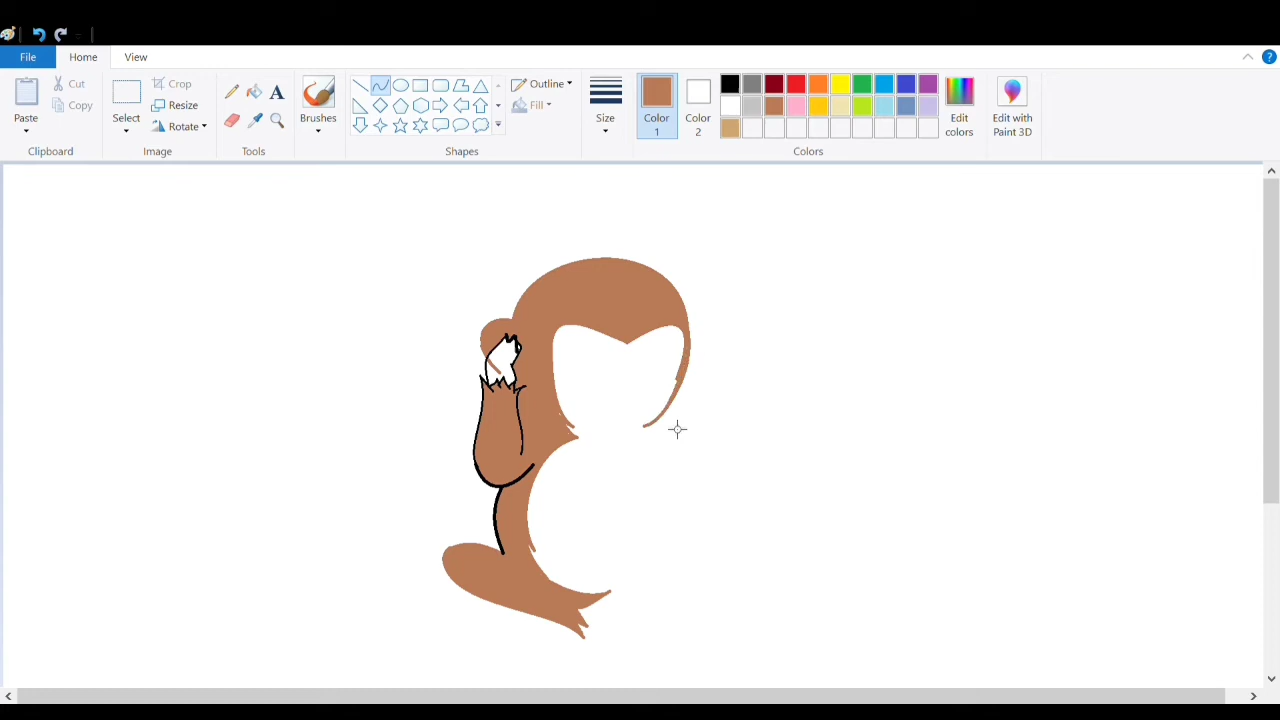 File Home View
Cut
Copy
Paste
Clipboard
Select
Crop
Resize
Rotate
Image
A
Tools
Brushes
Outline
Fill
Shapes
Size
Color 1
Color 2
Edit colors
Colors
Edit with Paint 3D
?